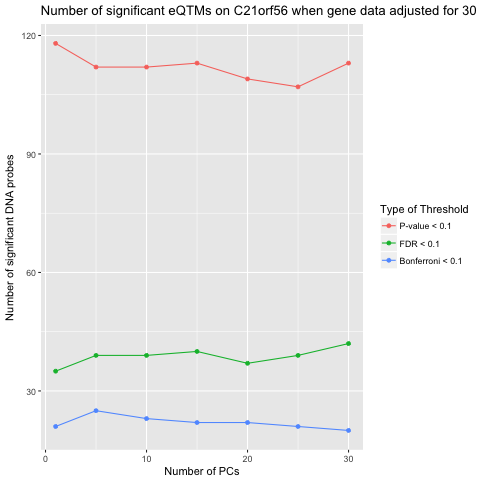 Number of significant eQTMs on C21orf56 when gene data adjusted for 30
Number of significant DNA probes
120
90
60
30
0
10
20
30
Number of PCs
Type of Threshold
P-value < 0.1
FDR < 0.1
Bonferroni < 0.1